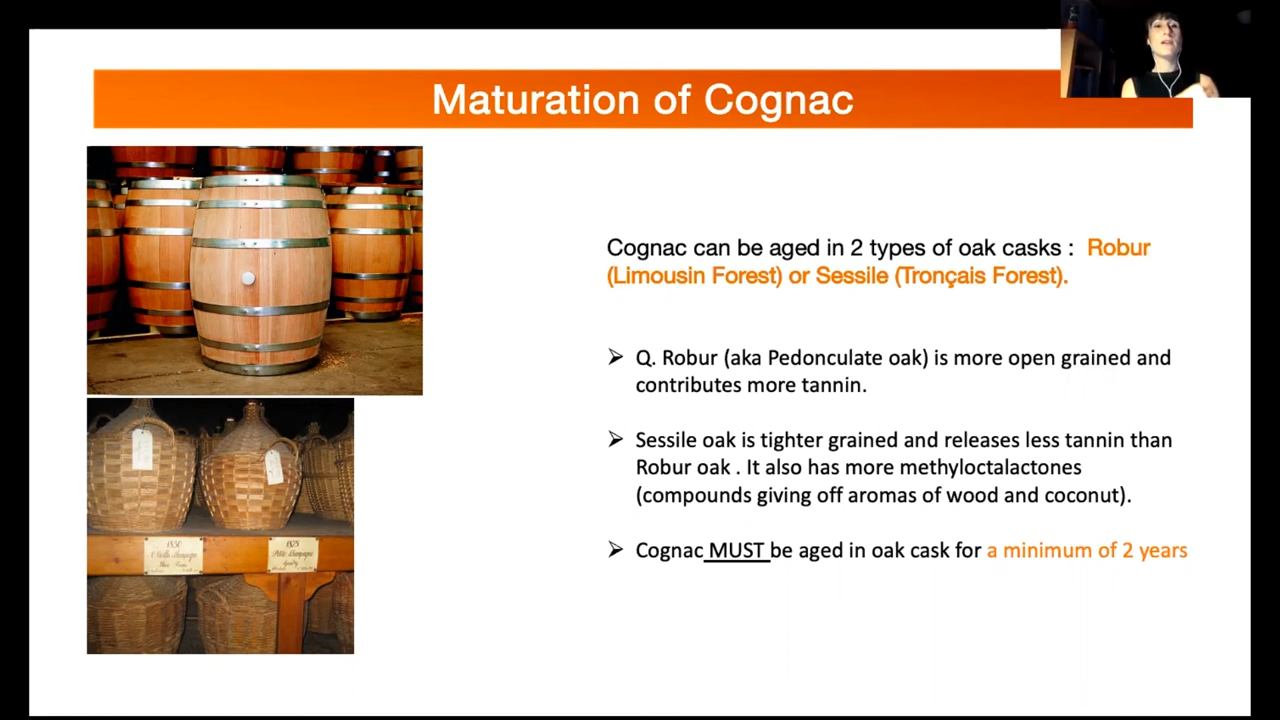 Maturation of Cognac
Cognac can be aged in 2 types of oak casks : Robur
(Limousin Forest) or Sessile (Tronçais Forest).
➢ Q. Robur (aka Pedonculate oak) is more open grained and
contributes more tannin.
➢ Sessile oak is tighter grained and releases less tannin than
Robur oak . It also has more methyloctalactones
(compounds giving off aromas of wood and coconut).
➢ Cognac MUST be aged in oak cask for a minimum of 2 years
1830
1875